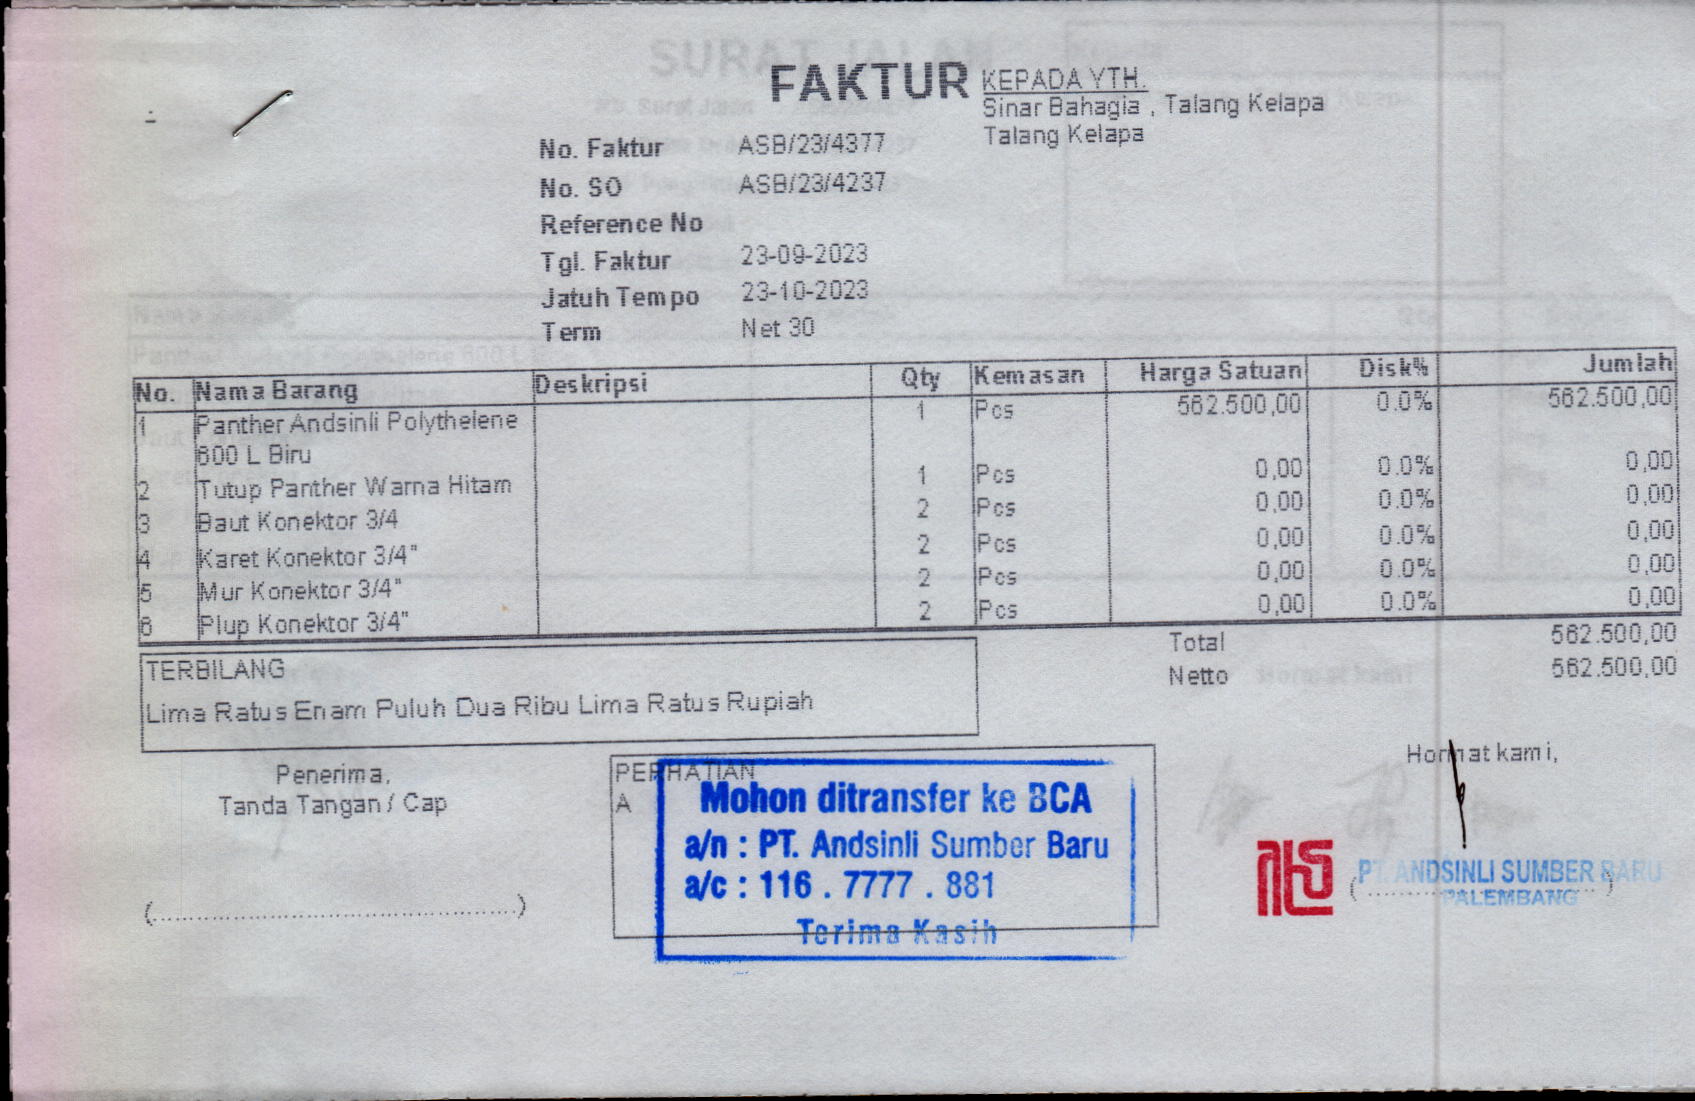 FAKTUR
KEPADA YTH.
Sinar Bahagia , Talang Kelapa
Talang Kelapa
No. Faktur ASB/23/4377
No. SO ASB/23/4237
Reference No
Tgl. Faktur 23-09-2023
Jatuh Tempo 23-10-2023
Term Net 30
No. Nama Barang Deskripsi Qty Kemasan Harga Satuan Disk% Jumlah
1 Panther Andsinli Polythelene 1 Pcs 562.500,00 0.0% 562.500,00
600 L Biru
2 Tutup Panther Warna Hitam 1 Pcs 0,00 0.0% 0,00
3 Baut Konektor 3/4 2 Pcs 0,00 0.0% 0,00
4 Karet Konektor 3/4" 2 Pcs 0,00 0.0% 0,00
5 Mur Konektor 3/4" 2 Pcs 0,00 0.0% 0,00
6 Plup Konektor 3/4" 2 Pcs 0,00 0.0% 0,00
Total 562.500,00
Netto 562.500,00
TERBILANG
Lima Ratus Enam Puluh Dua Ribu Lima Ratus Rupiah
Penerima,
Tanda Tangan / Cap
PERHATIAN
A
Mohon ditransfer ke BCA
a/n : PT. Andsinli Sumber Baru
a/c : 116 . 7777 . 881
Terima Kasih
Hormat kami,
PT. ANDSINLI SUMBER BARU
PALEMBANG
SURAT JALAN